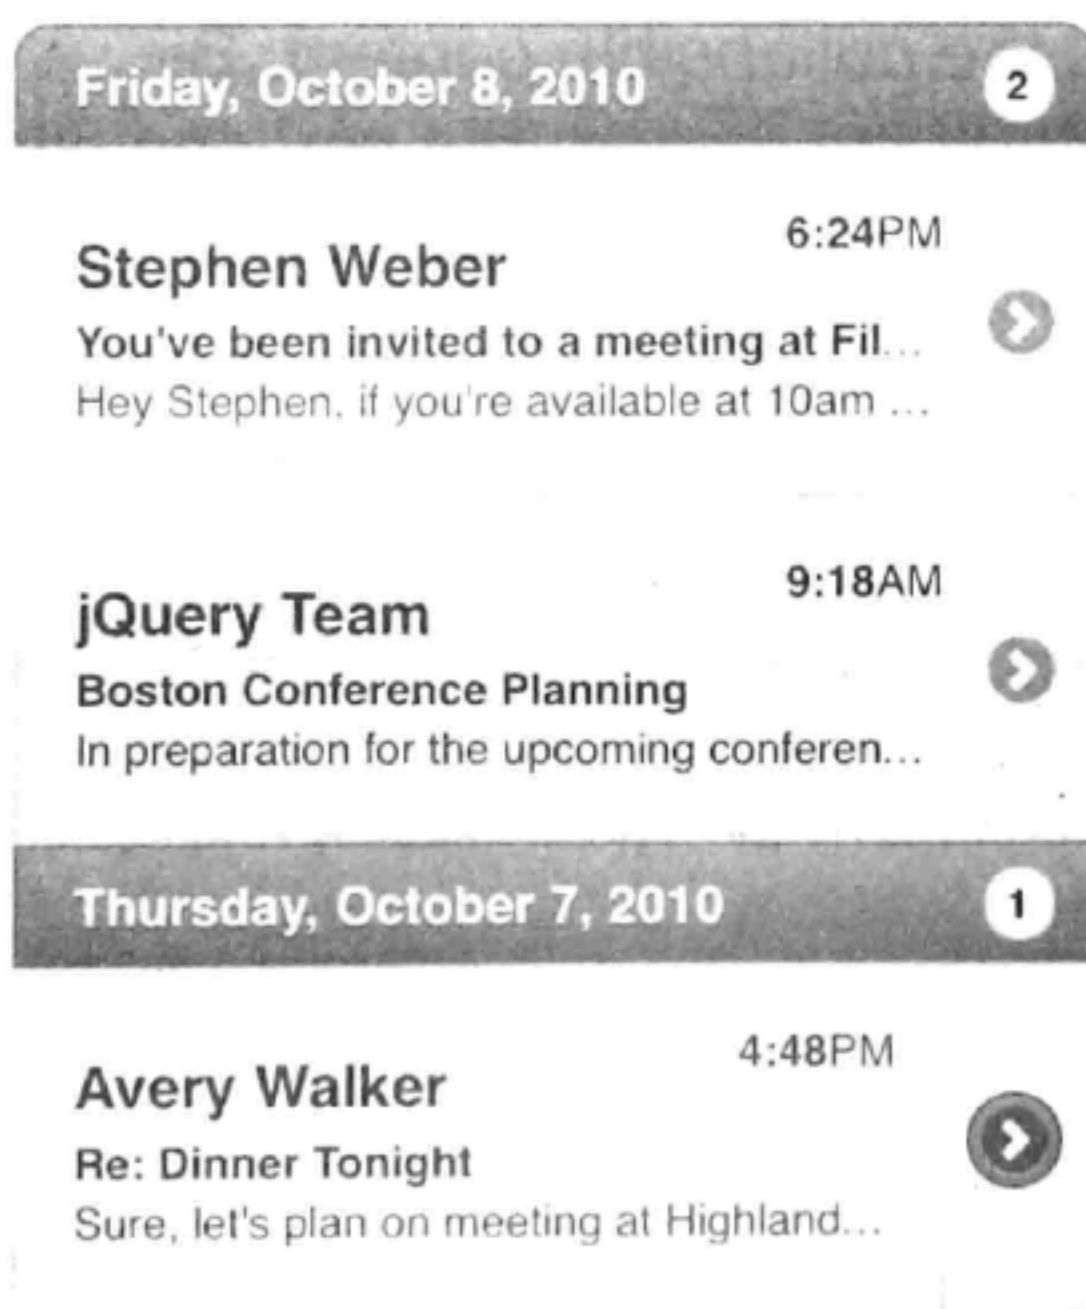 Friday, October 8, 2010 2
6:24PM
Stephen Weber
You've been invited to a meeting at Fil...
Hey Stephen, if you're available at 10am ...
9:18AM
jQuery Team
Boston Conference Planning
In preparation for the upcoming conferen...
Thursday, October 7, 2010 1
4:48PM
Avery Walker
Re: Dinner Tonight
Sure, let's plan on meeting at Highland...